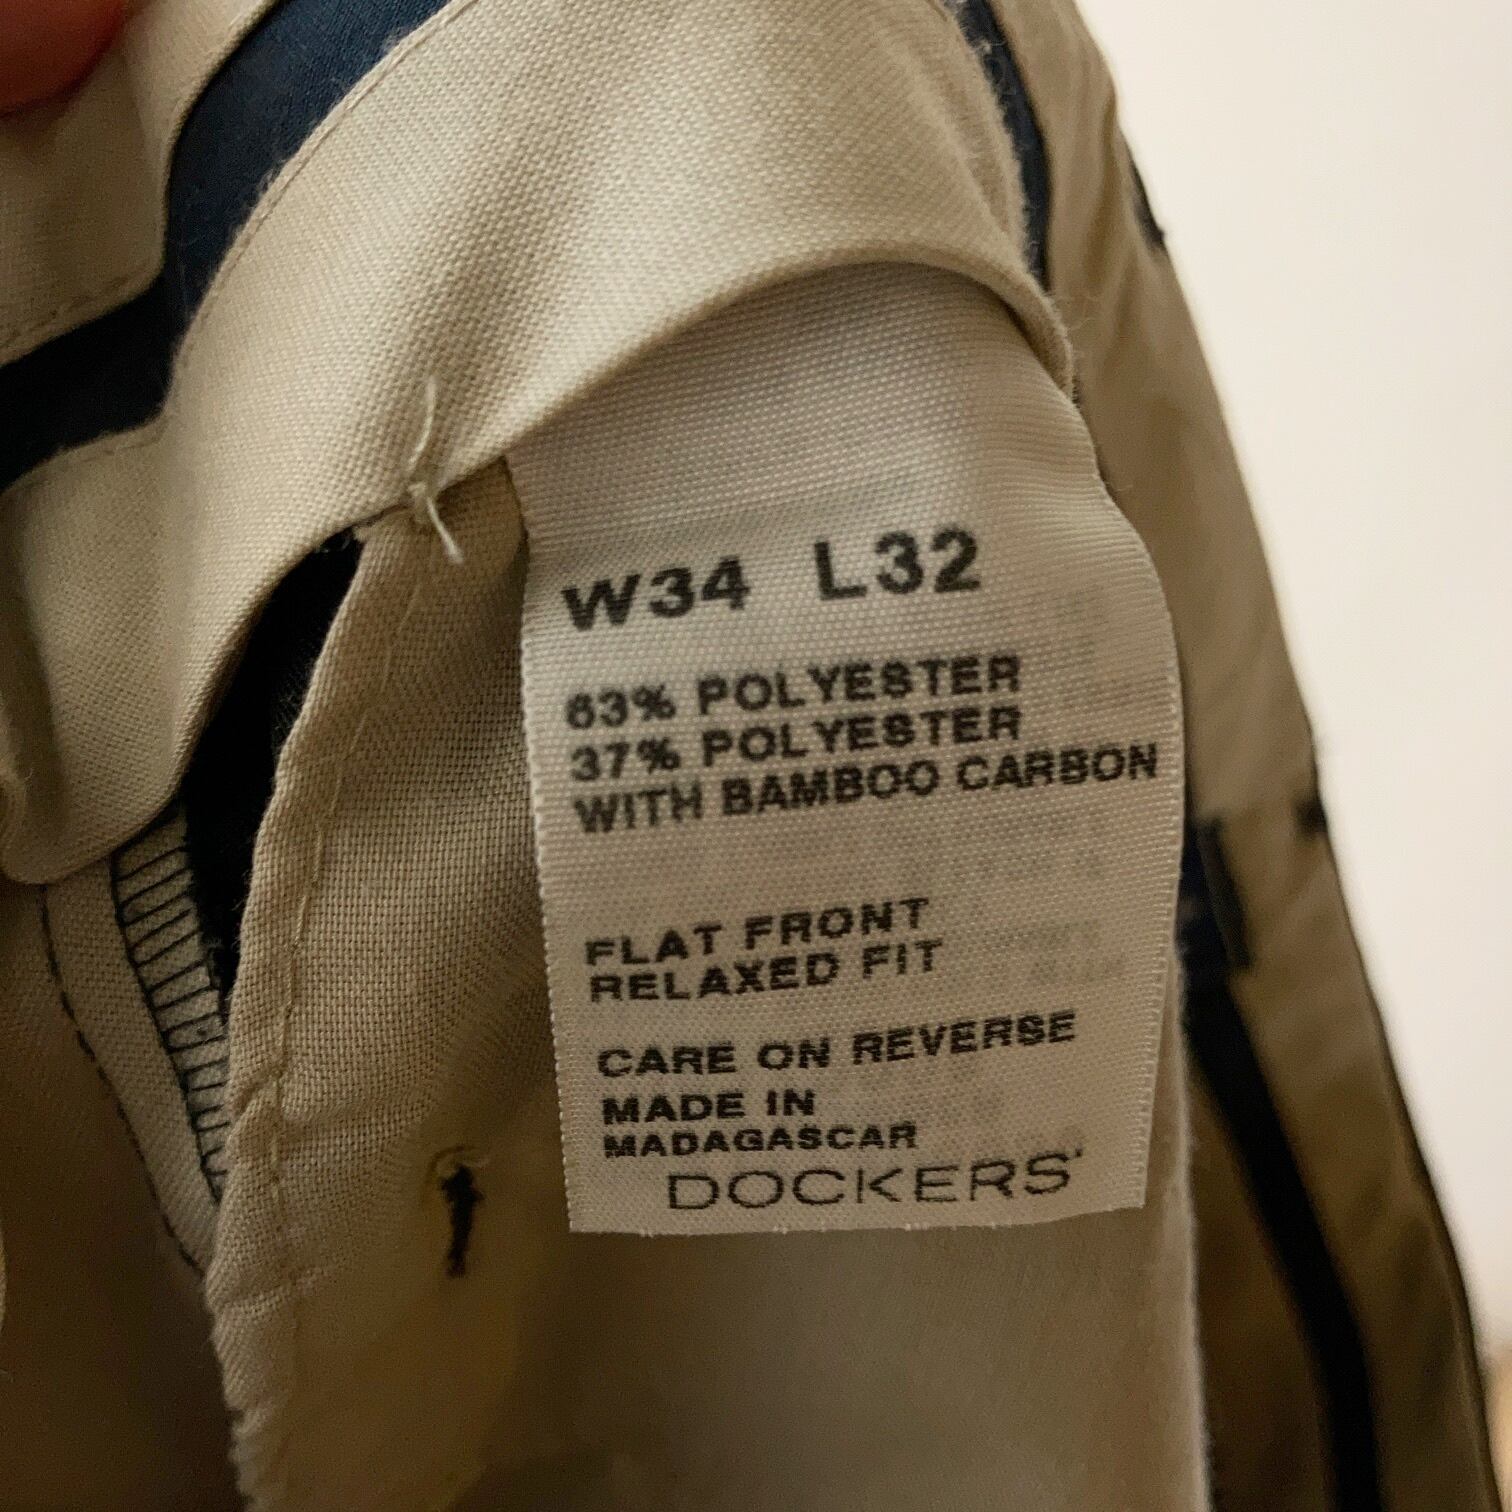 W34 L32
63% POLYESTER
37% POLYESTER
WITH BAMBOO CARBON
FLAT FRONT
RELAXED FIT
CARE ON REVERSE
MADE IN
MADAGASCAR
DOCKERS'